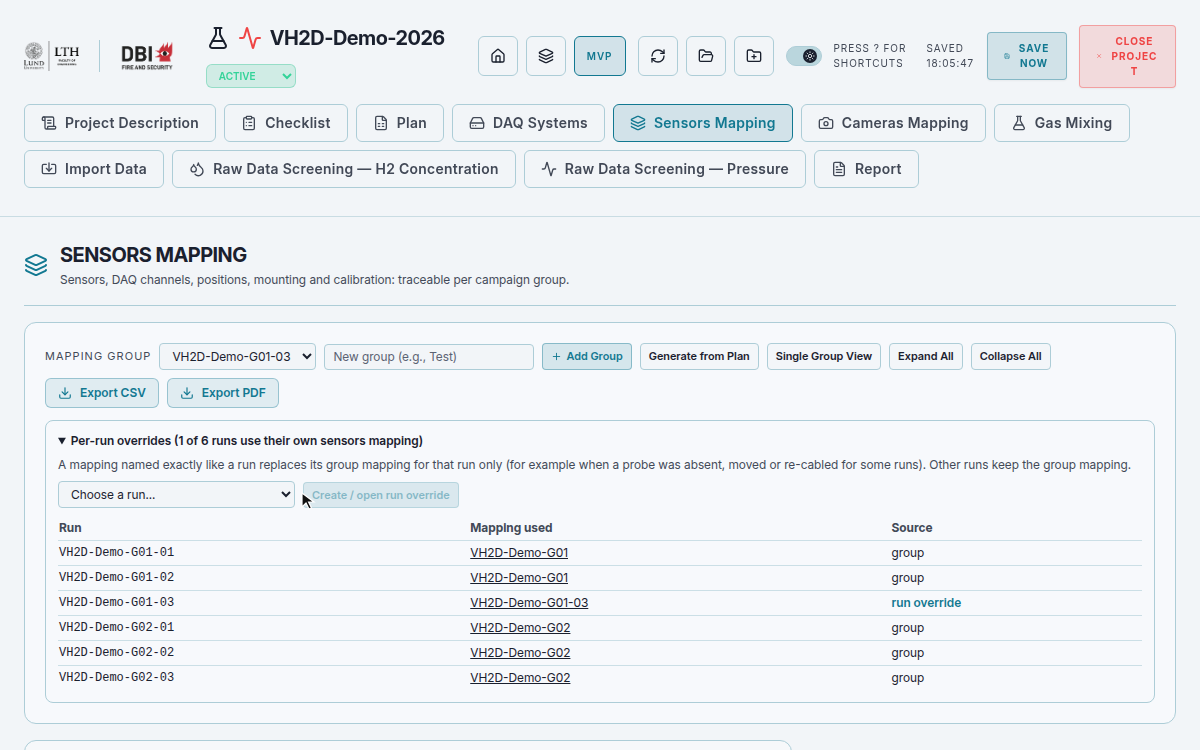 LUND
UNIVERSITY
LTH
FACULTY OF
ENGINEERING
DBI
FIRE AND SECURITY
VH2D-Demo-2026
ACTIVE
MVP
PRESS ? FOR
SHORTCUTS
SAVED
18:05:47
SAVE
NOW
CLOSE
PROJEC
T
Project Description
Checklist
Plan
DAQ Systems
Sensors Mapping
Cameras Mapping
Gas Mixing
Import Data
Raw Data Screening — H2 Concentration
Raw Data Screening — Pressure
Report
SENSORS MAPPING
Sensors, DAQ channels, positions, mounting and calibration: traceable per campaign group.
MAPPING GROUP
VH2D-Demo-G01-03
New group (e.g., Test)
+ Add Group
Generate from Plan
Single Group View
Expand All
Collapse All
Export CSV
Export PDF
▼ Per-run overrides (1 of 6 runs use their own sensors mapping)
A mapping named exactly like a run replaces its group mapping for that run only (for example when a probe was absent, moved or re-cabled for some runs). Other runs keep the group mapping.
Choose a run...
Create / open run override
Run Mapping used Source
VH2D-Demo-G01-01 VH2D-Demo-G01 group
VH2D-Demo-G01-02 VH2D-Demo-G01 group
VH2D-Demo-G01-03 VH2D-Demo-G01-03 run override
VH2D-Demo-G02-01 VH2D-Demo-G02 group
VH2D-Demo-G02-02 VH2D-Demo-G02 group
VH2D-Demo-G02-03 VH2D-Demo-G02 group